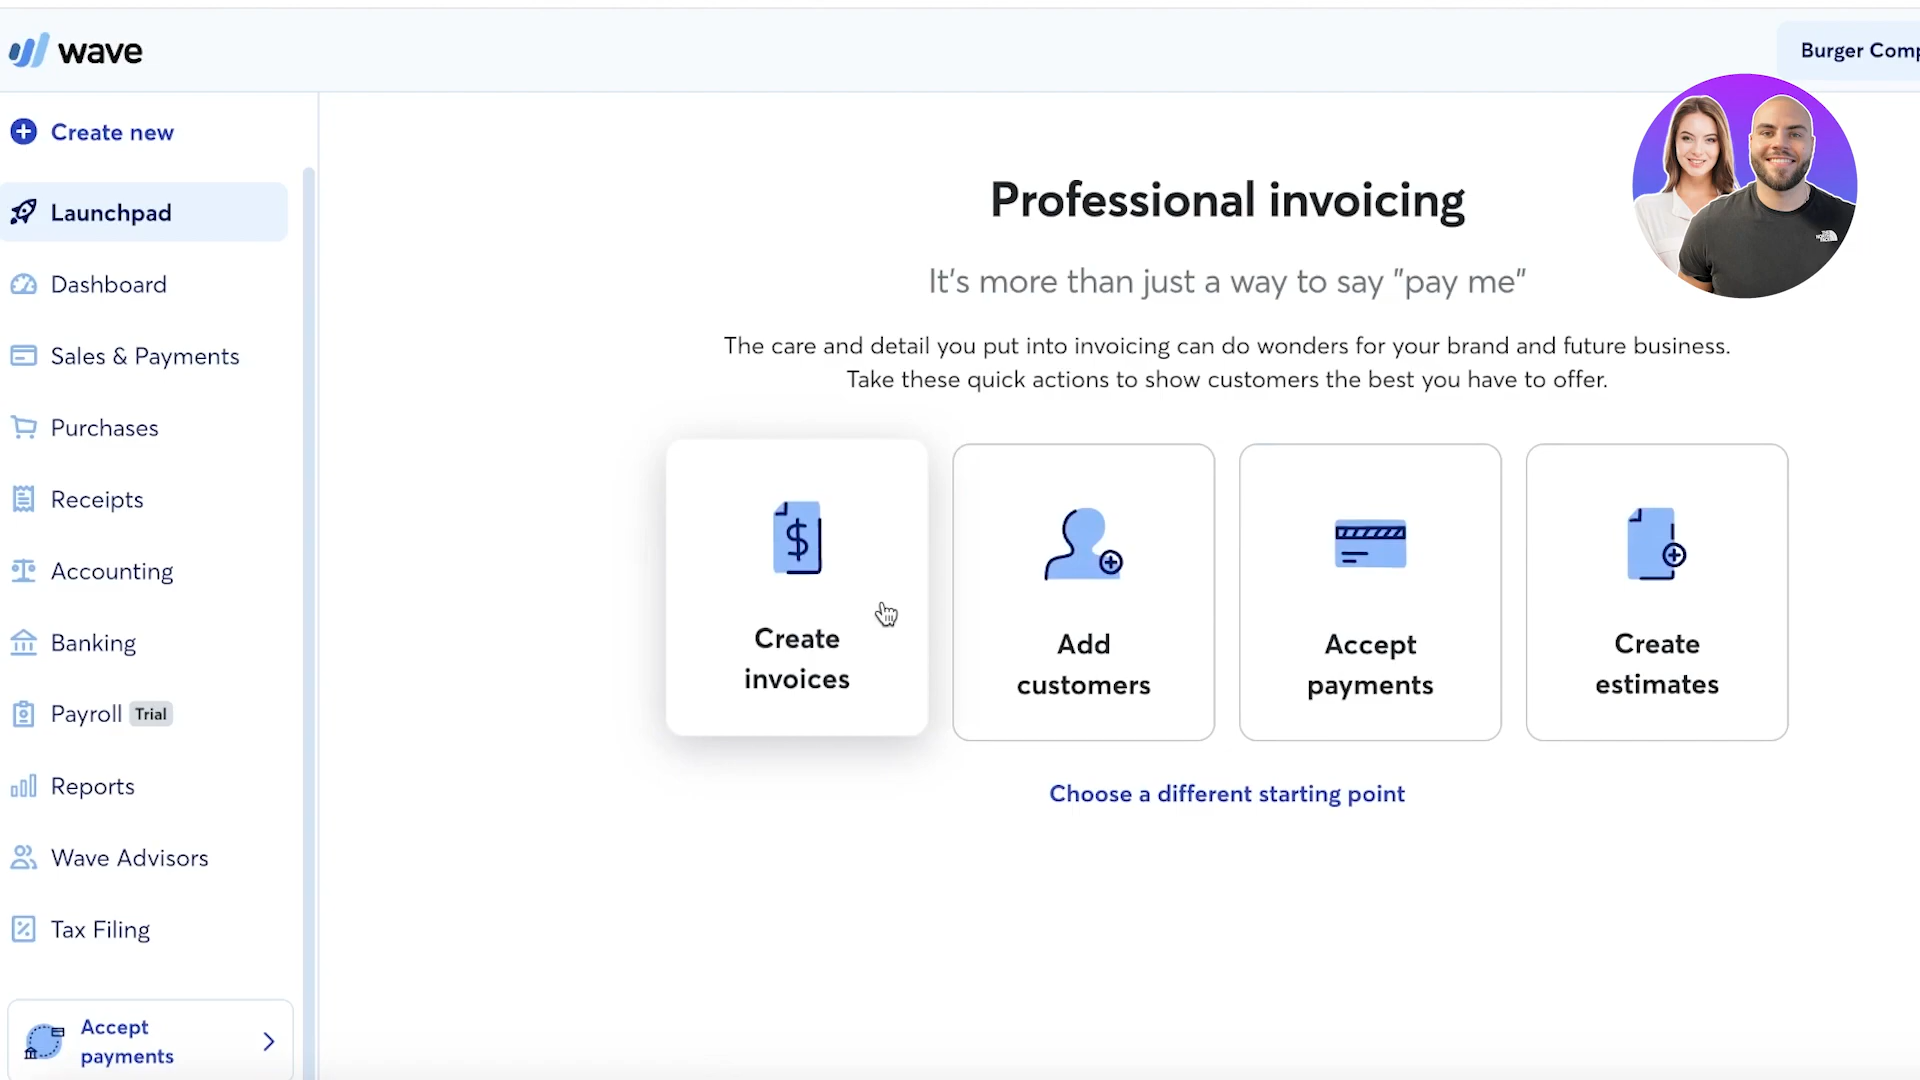 wave
Burger Comp
Create new
Launchpad
Dashboard
Sales & Payments
Purchases
Receipts
Accounting
Banking
Payroll Trial
Reports
Wave Advisors
Tax Filing
Accept
payments
Professional invoicing
It's more than just a way to say "pay me"
The care and detail you put into invoicing can do wonders for your brand and future business.
Take these quick actions to show customers the best you have to offer.
Create
invoices
Add
customers
Accept
payments
Create
estimates
Choose a different starting point